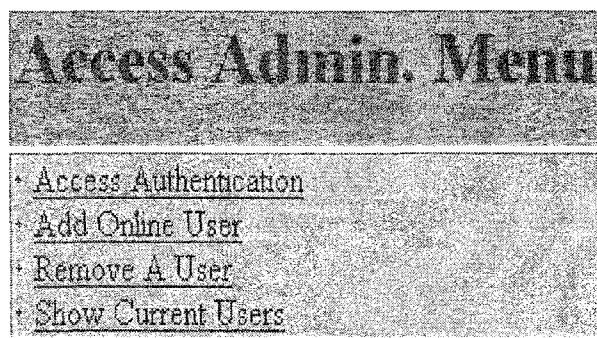 Access Admin. Menu
· Access Authentication
· Add Online User
· Remove A User
· Show Current Users